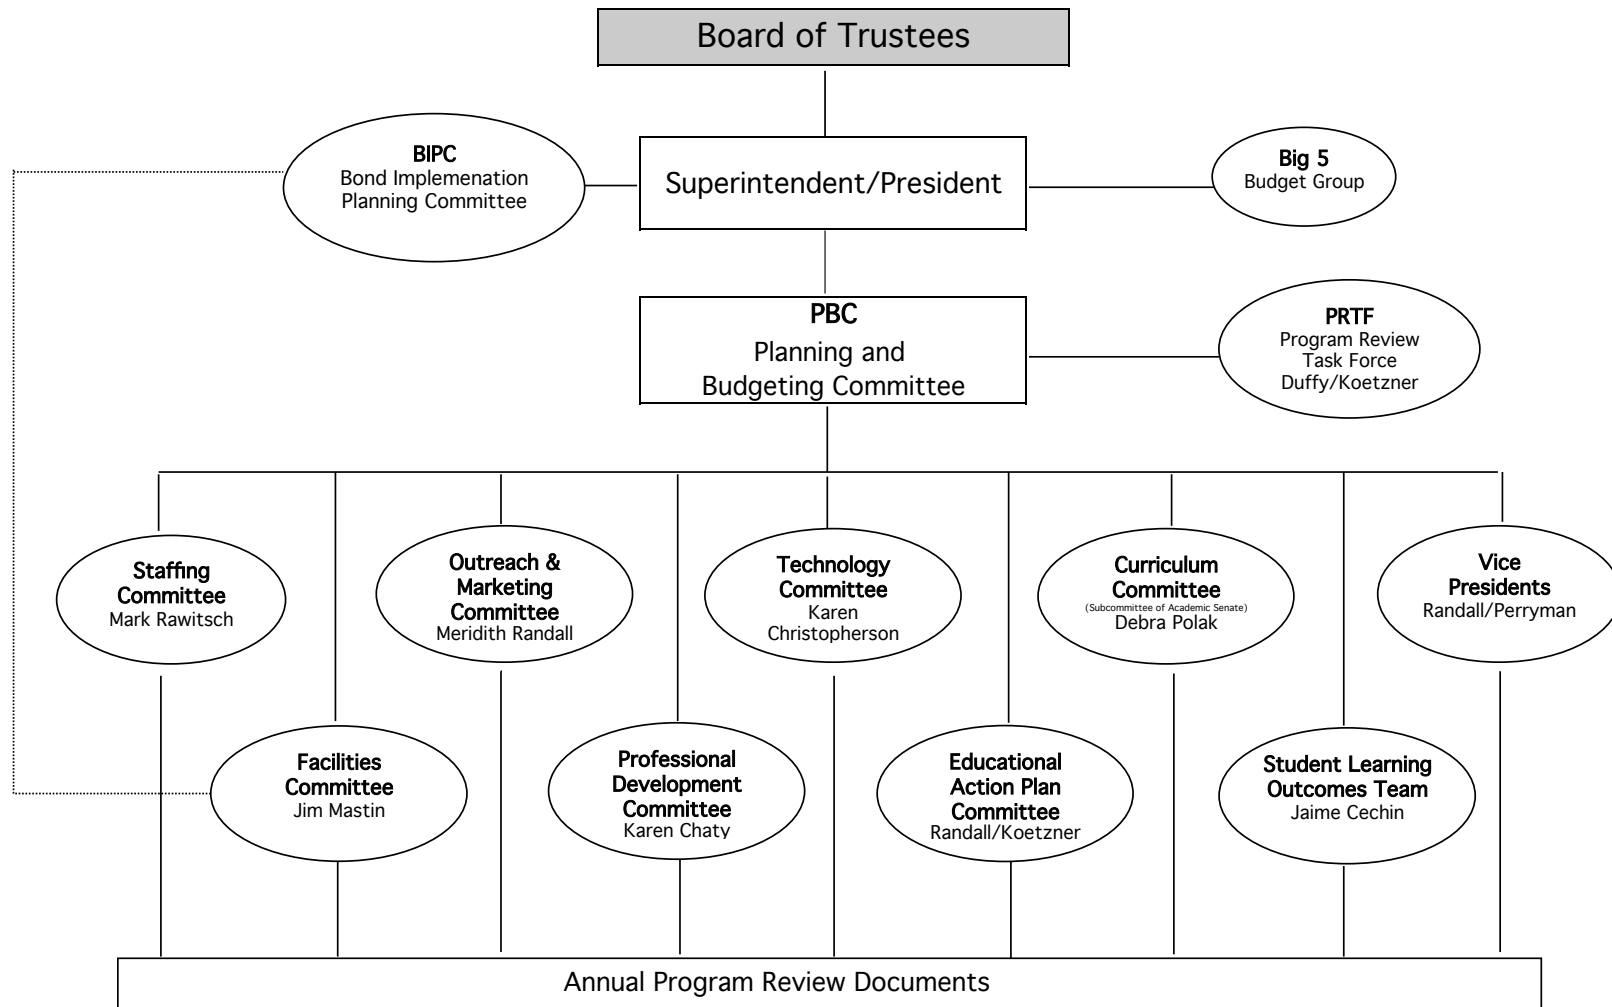 Board of Trustees
BIPC
Bond Implemenation
Planning Committee
Superintendent/President
Big 5
Budget Group
PBC
Planning and
Budgeting Committee
PRTF
Program Review
Task Force
Duffy/Koetzner
Staffing
Committee
Mark Rawitsch
Outreach &
Marketing
Committee
Meridith Randall
Technology
Committee
Karen
Christopherson
Curriculum
Committee
(Subcommittee of Academic Senate)
Debra Polak
Vice
Presidents
Randall/Perryman
Facilities
Committee
Jim Mastin
Professional
Development
Committee
Karen Chaty
Educational
Action Plan
Committee
Randall/Koetzner
Student Learning
Outcomes Team
Jaime Cechin
Annual Program Review Documents